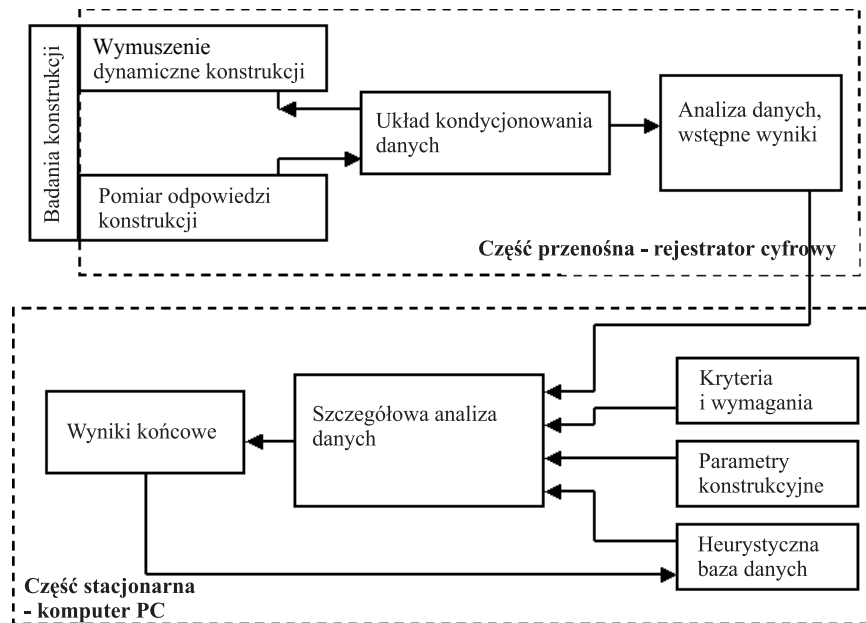 Badania konstrukcji
Wymuszenie
dynamiczne konstrukcji
Układ kondycjonowania
danych
Analiza danych,
wstępne wyniki
Pomiar odpowiedzi
konstrukcji
Część przenośna - rejestrator cyfrowy
Kryteria
i wymagania
Szczegółowa analiza
danych
Wyniki końcowe
Parametry
konstrukcyjne
Heurystyczna
baza danych
Część stacjonarna
- komputer PC